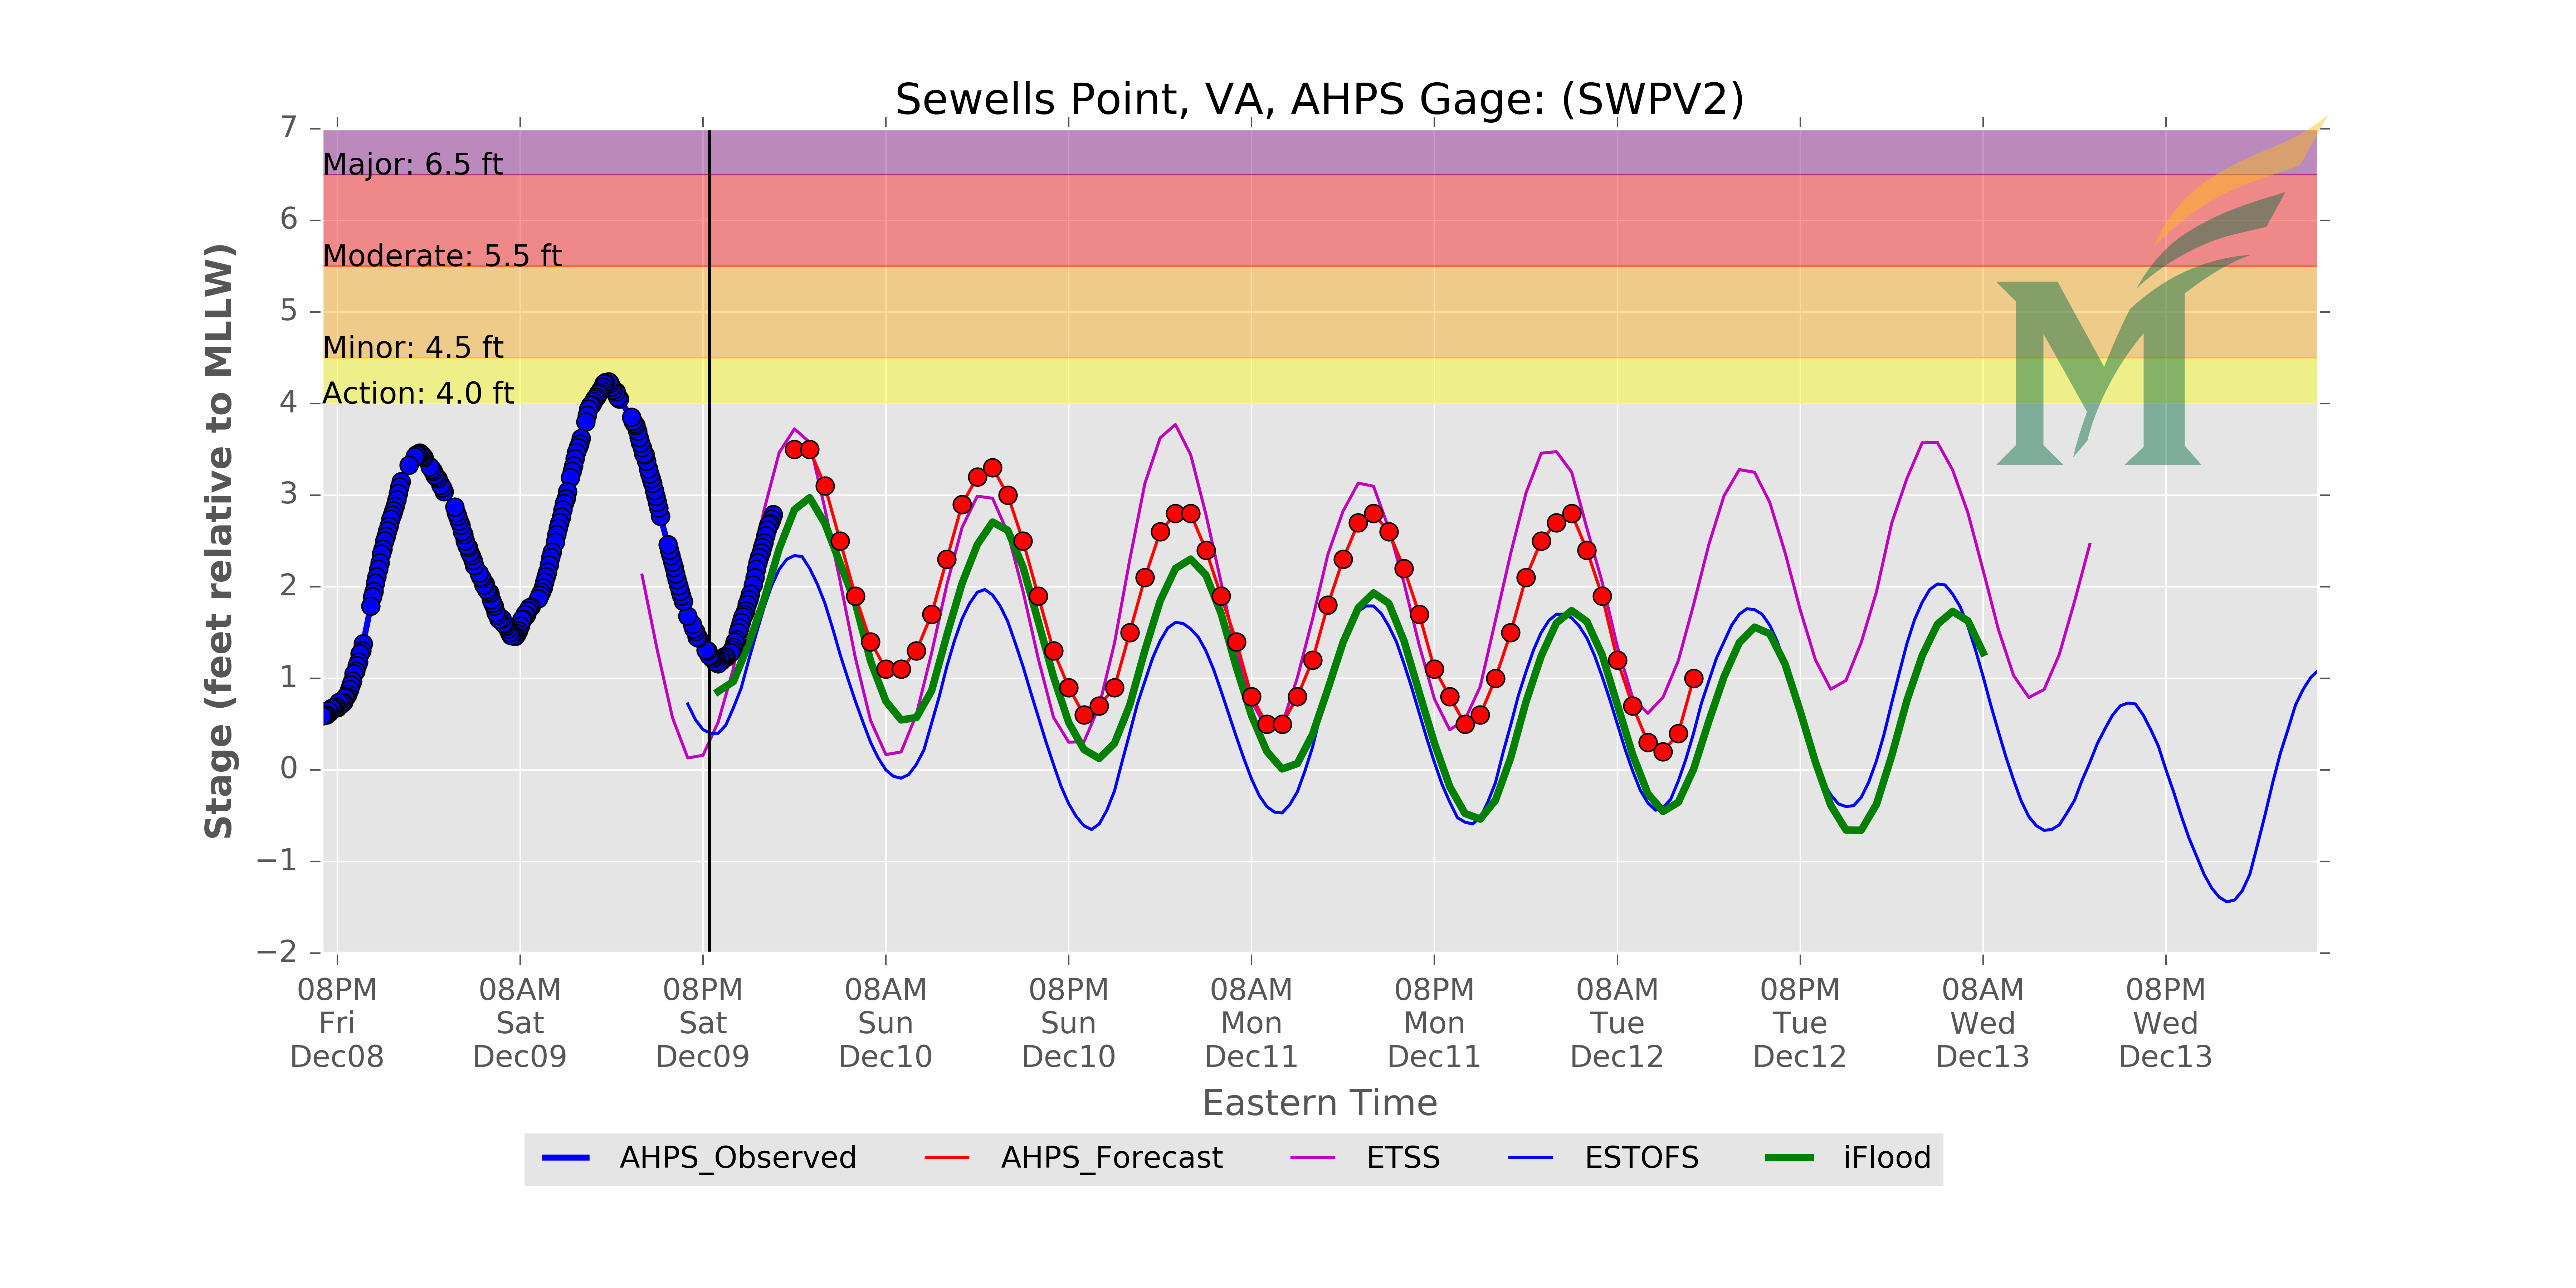 Sewells Point, VA, AHPS Gage: (SWPV2)
7
Major: 6.5 ft
6
Moderate: 5.5 ft
5
Minor: 4.5 ft
Action: 4.0 ft
4
3
2
1
0
−1
−2
Stage (feet relative to MLLW)
M
08PM 08AM 08PM 08AM 08PM 08AM 08PM 08AM 08PM 08AM 08PM
Fri Sat Sat Sun Sun Mon Mon Tue Tue Wed Wed
Dec08 Dec09 Dec09 Dec10 Dec10 Dec11 Dec11 Dec12 Dec12 Dec13 Dec13
Eastern Time
AHPS_Observed AHPS_Forecast ETSS ESTOFS iFlood